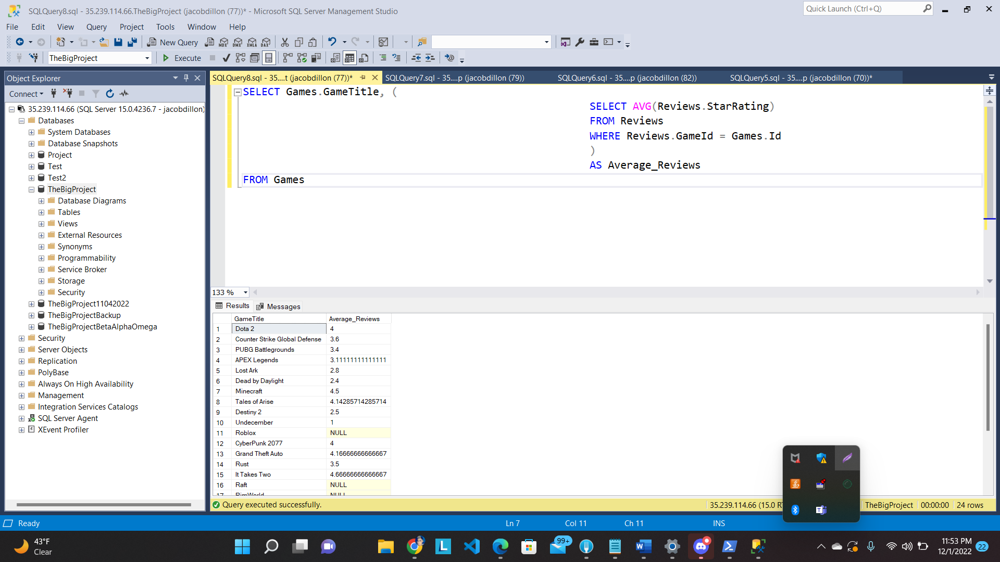 SQLQuery8.sql - 35.239.114.66.TheBigProject (jacobdillon (77))* - Microsoft SQL Server Management Studio
Quick Launch (Ctrl+Q)
File Edit View Query Project Tools Window Help
New Query
MDX DMX XMLA DAX
TheBigProject
Execute
Object Explorer
Connect
35.239.114.66 (SQL Server 15.0.4236.7 - jacobdillon)
Databases
System Databases
Database Snapshots
Project
Test
Test2
TheBigProject
Database Diagrams
Tables
Views
External Resources
Synonyms
Programmability
Service Broker
Storage
Security
TheBigProject11042022
TheBigProjectBackup
TheBigProjectBetaAlphaOmega
Security
Server Objects
Replication
PolyBase
Always On High Availability
Management
Integration Services Catalogs
SQL Server Agent
XEvent Profiler
SQLQuery8.sql - 35....t (jacobdillon (77))* SQLQuery7.sql - 35....p (jacobdillon (79)) SQLQuery6.sql - 35....p (jacobdillon (82)) SQLQuery5.sql - 35....p (jacobdillon (70))*
SELECT Games.GameTitle, (
SELECT AVG(Reviews.StarRating)
FROM Reviews
WHERE Reviews.GameId = Games.Id
)
AS Average_Reviews
FROM Games
133 %
Results Messages
GameTitle Average_Reviews
1 Dota 2 4
2 Counter Strike Global Defense 3.6
3 PUBG Battlegrounds 3.4
4 APEX Legends 3.11111111111111
5 Lost Ark 2.8
6 Dead by Daylight 2.4
7 Minecraft 4.5
8 Tales of Arise 4.14285714285714
9 Destiny 2 2.5
10 Undecember 1
11 Roblox NULL
12 CyberPunk 2077 4
13 Grand Theft Auto 4.16666666666667
14 Rust 3.5
15 It Takes Two 4.66666666666667
16 Raft NULL
17 RimWorld NULL
Query executed successfully. 35.239.114.66 (15.0 RT TheBigProject 00:00:00 24 rows
Ready Ln 7 Col 11 Ch 11 INS
43°F
Clear
99+
11:53 PM
12/1/2022
22